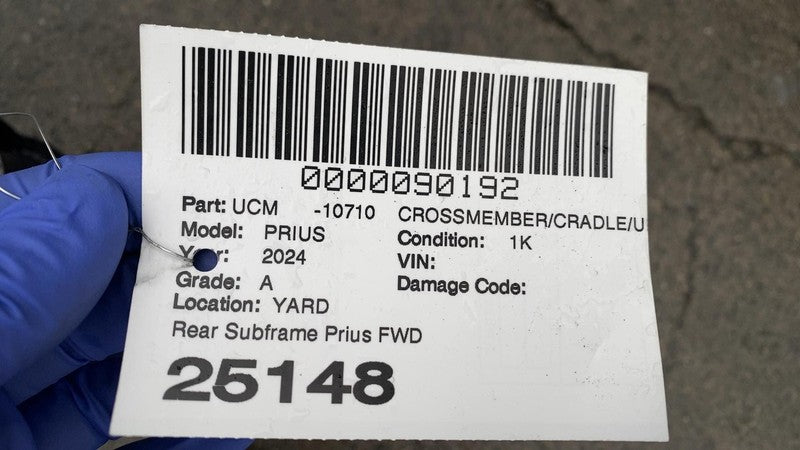 0000090192
Part: UCM -10710 CROSSMEMBER/CRADLE/U
Model: PRIUS Condition: 1K
Year: 2024 VIN:
Grade: A Damage Code:
Location: YARD
Rear Subframe Prius FWD
25148